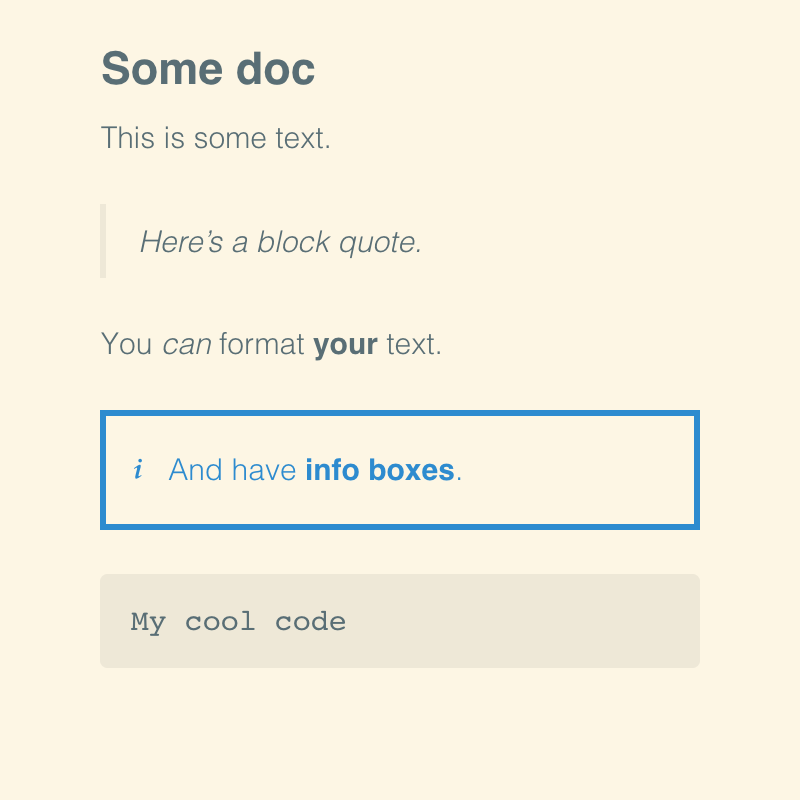 Some doc
This is some text.
Here’s a block quote.
You can format your text.
i And have info boxes.
My cool code